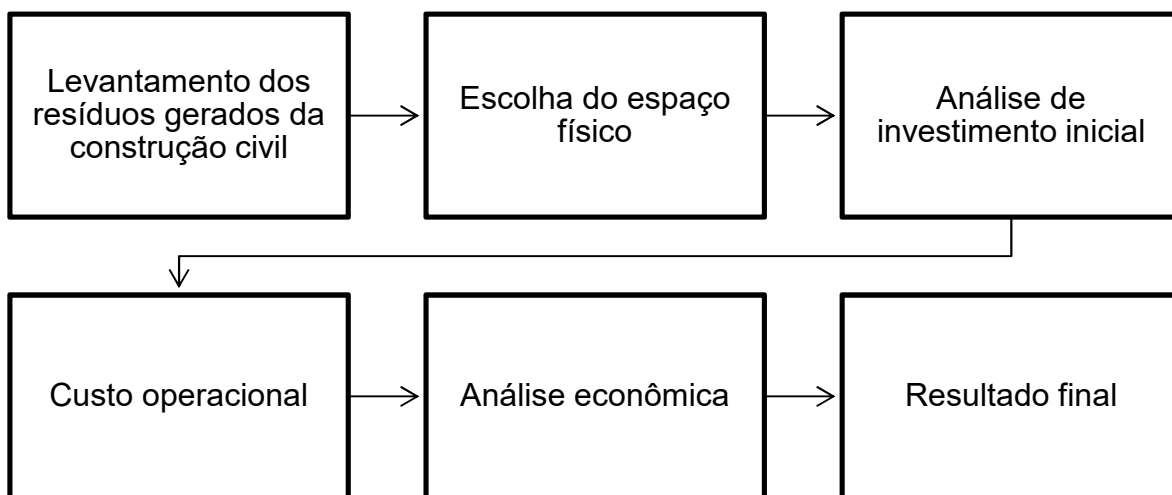 Levantamento dos
resíduos gerados da
construção civil
Escolha do espaço
físico
Análise de
investimento inicial
Custo operacional
Análise econômica
Resultado final